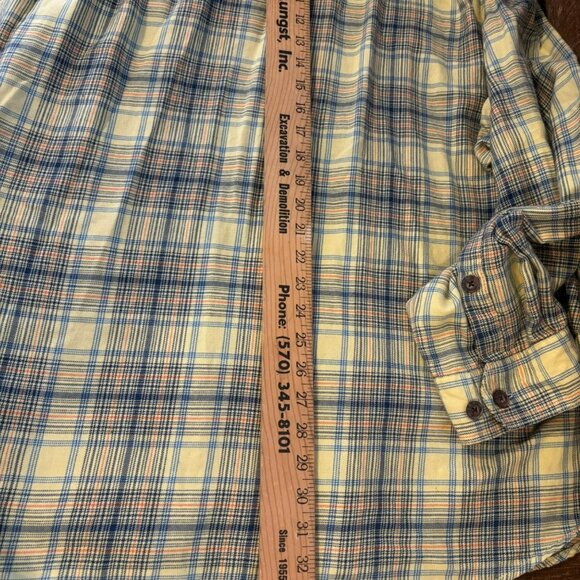 ungst, Inc.
Excavation & Demolition
Phone: (570) 345-8101
Since 1955
12 13 14 15 16 17 18 19 20 21 22 23 24 25 26 27 28 29 30 31 32